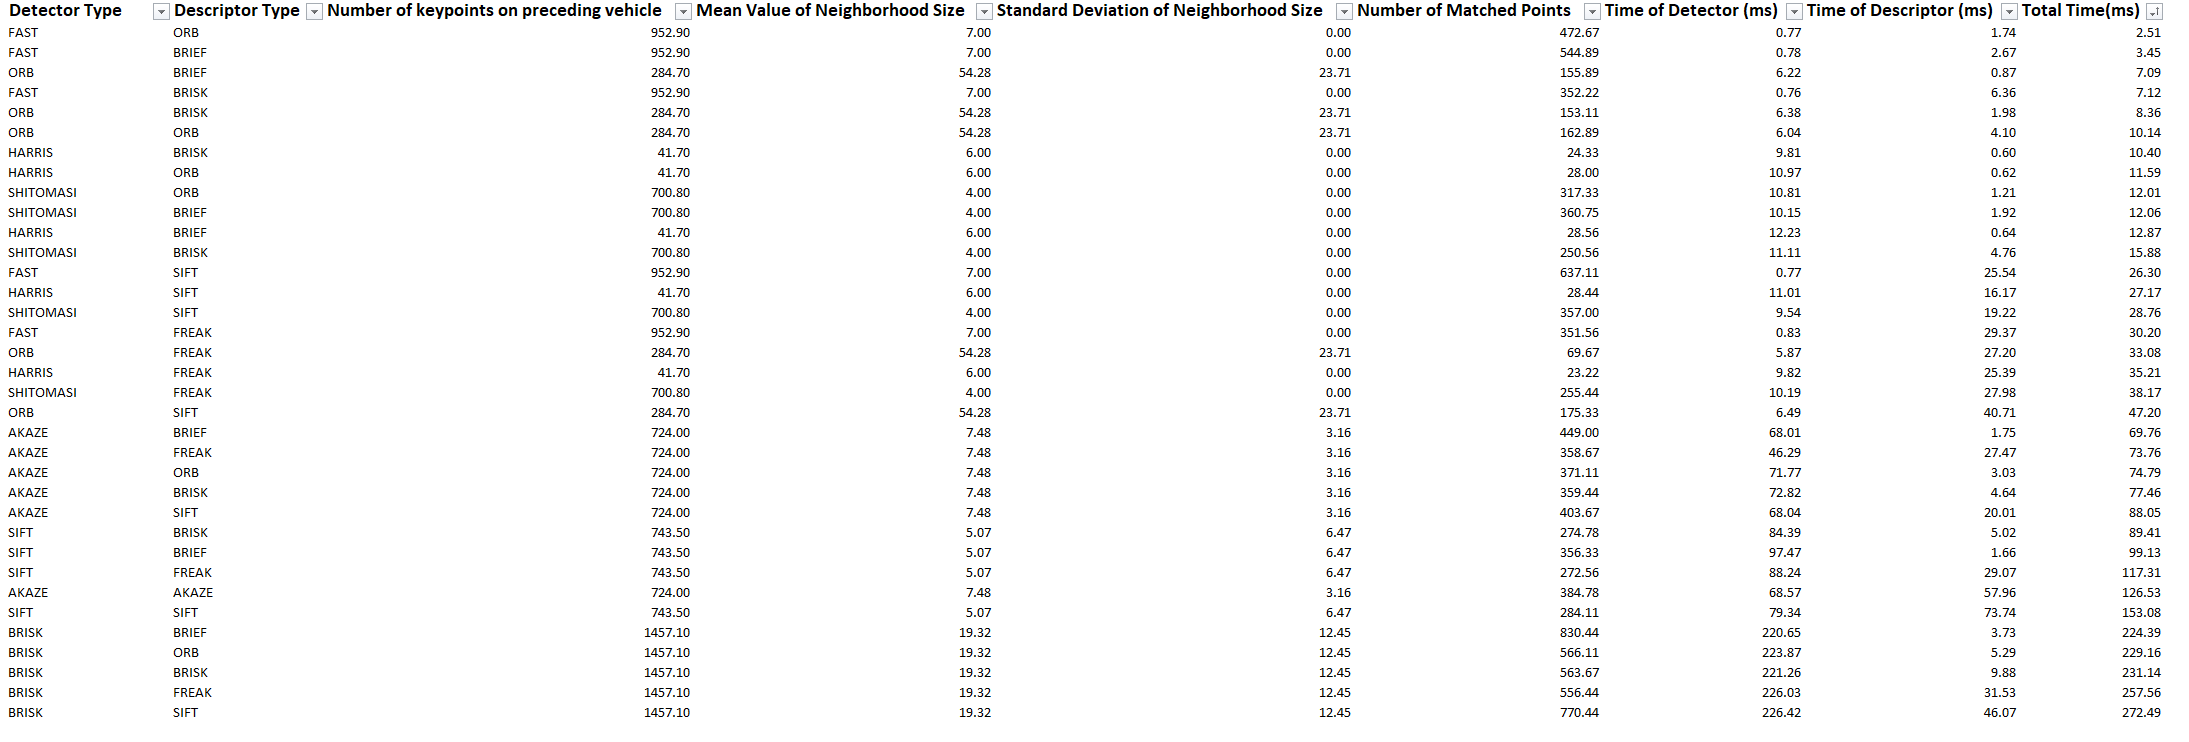 Detector Type Descriptor Type Number of keypoints on preceding vehicle Mean Value of Neighborhood Size Standard Deviation of Neighborhood Size Number of Matched Points Time of Detector (ms) Time of Descriptor (ms) Total Time(ms)
FAST ORB 952.90 7.00 0.00 472.67 0.77 1.74 2.51
FAST BRIEF 952.90 7.00 0.00 544.89 0.78 2.67 3.45
ORB BRIEF 284.70 54.28 23.71 155.89 6.22 0.87 7.09
FAST BRISK 952.90 7.00 0.00 352.22 0.76 6.36 7.12
ORB BRISK 284.70 54.28 23.71 153.11 6.38 1.98 8.36
ORB ORB 284.70 54.28 23.71 162.89 6.04 4.10 10.14
HARRIS BRISK 41.70 6.00 0.00 24.33 9.81 0.60 10.40
HARRIS ORB 41.70 6.00 0.00 28.00 10.97 0.62 11.59
SHITOMASI ORB 700.80 4.00 0.00 317.33 10.81 1.21 12.01
SHITOMASI BRIEF 700.80 4.00 0.00 360.75 10.15 1.92 12.06
HARRIS BRIEF 41.70 6.00 0.00 28.56 12.23 0.64 12.87
SHITOMASI BRISK 700.80 4.00 0.00 250.56 11.11 4.76 15.88
FAST SIFT 952.90 7.00 0.00 637.11 0.77 25.54 26.30
HARRIS SIFT 41.70 6.00 0.00 28.44 11.01 16.17 27.17
SHITOMASI SIFT 700.80 4.00 0.00 357.00 9.54 19.22 28.76
FAST FREAK 952.90 7.00 0.00 351.56 0.83 29.37 30.20
ORB FREAK 284.70 54.28 23.71 69.67 5.87 27.20 33.08
HARRIS FREAK 41.70 6.00 0.00 23.22 9.82 25.39 35.21
SHITOMASI FREAK 700.80 4.00 0.00 255.44 10.19 27.98 38.17
ORB SIFT 284.70 54.28 23.71 175.33 6.49 40.71 47.20
AKAZE BRIEF 724.00 7.48 3.16 449.00 68.01 1.75 69.76
AKAZE FREAK 724.00 7.48 3.16 358.67 46.29 27.47 73.76
AKAZE ORB 724.00 7.48 3.16 371.11 71.77 3.03 74.79
AKAZE BRISK 724.00 7.48 3.16 359.44 72.82 4.64 77.46
AKAZE SIFT 724.00 7.48 3.16 403.67 68.04 20.01 88.05
SIFT BRISK 743.50 5.07 6.47 274.78 84.39 5.02 89.41
SIFT BRIEF 743.50 5.07 6.47 356.33 97.47 1.66 99.13
SIFT FREAK 743.50 5.07 6.47 272.56 88.24 29.07 117.31
AKAZE AKAZE 724.00 7.48 3.16 384.78 68.57 57.96 126.53
SIFT SIFT 743.50 5.07 6.47 284.11 79.34 73.74 153.08
BRISK BRIEF 1457.10 19.32 12.45 830.44 220.65 3.73 224.39
BRISK ORB 1457.10 19.32 12.45 566.11 223.87 5.29 229.16
BRISK BRISK 1457.10 19.32 12.45 563.67 221.26 9.88 231.14
BRISK FREAK 1457.10 19.32 12.45 556.44 226.03 31.53 257.56
BRISK SIFT 1457.10 19.32 12.45 770.44 226.42 46.07 272.49